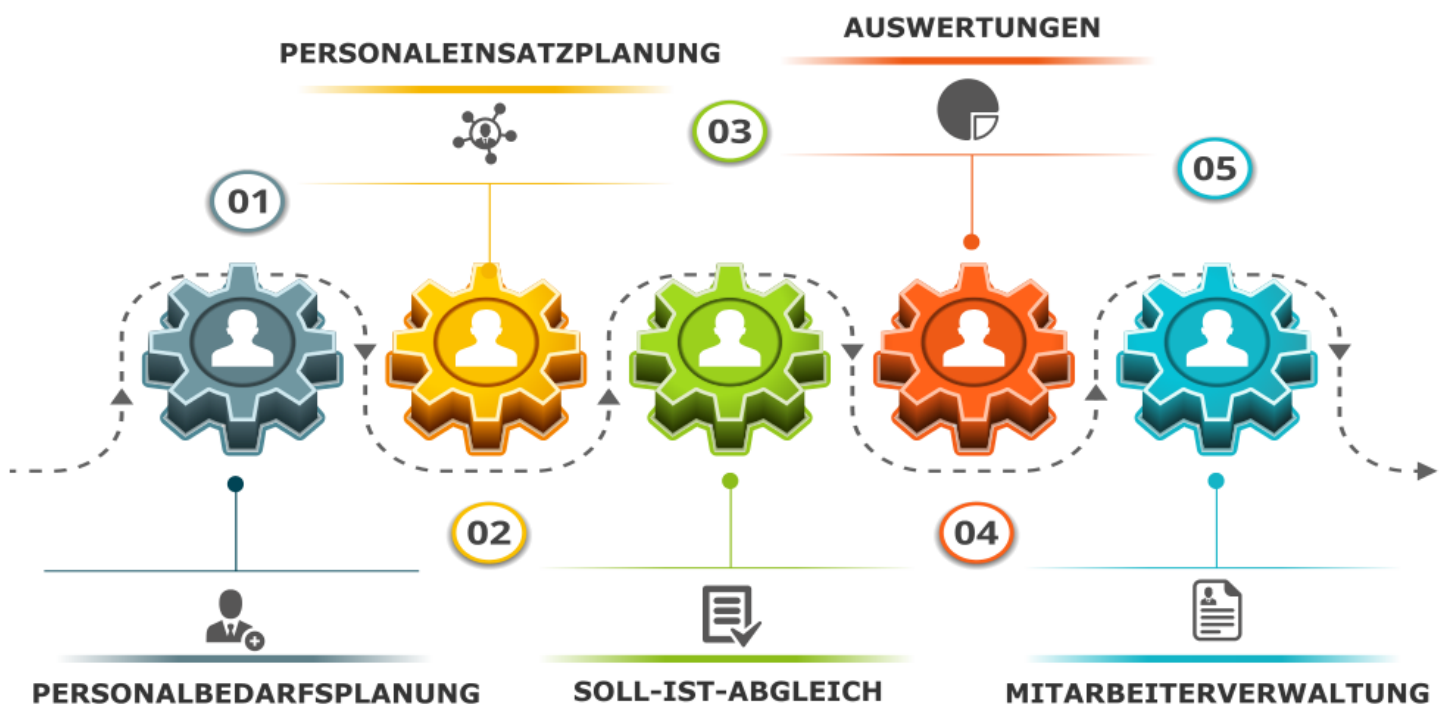 AUSWERTUNGEN
PERSONALEINSATZPLANUNG
01
03
05
02
04
PERSONALBEDARFSPLANUNG
SOLL-IST-ABGLEICH
MITARBEITERVERWALTUNG